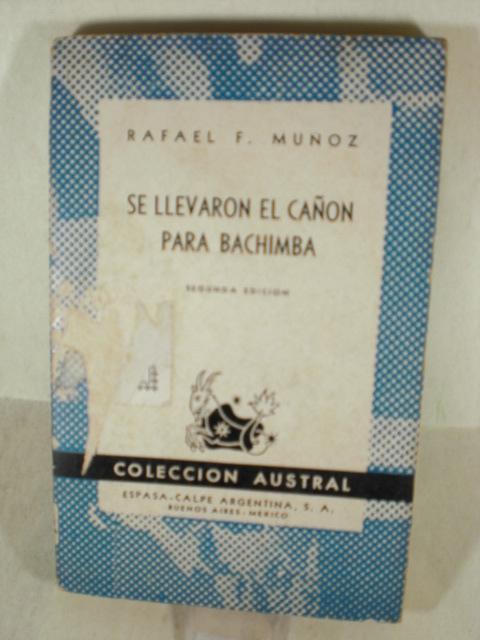 RAFAEL F. MUÑOZ
SE LLEVARON EL CAÑON
PARA BACHIMBA
SEGUNDA EDICION
COLECCION AUSTRAL
ESPASA-CALPE ARGENTINA, S. A.
BUENOS AIRES-MEXICO